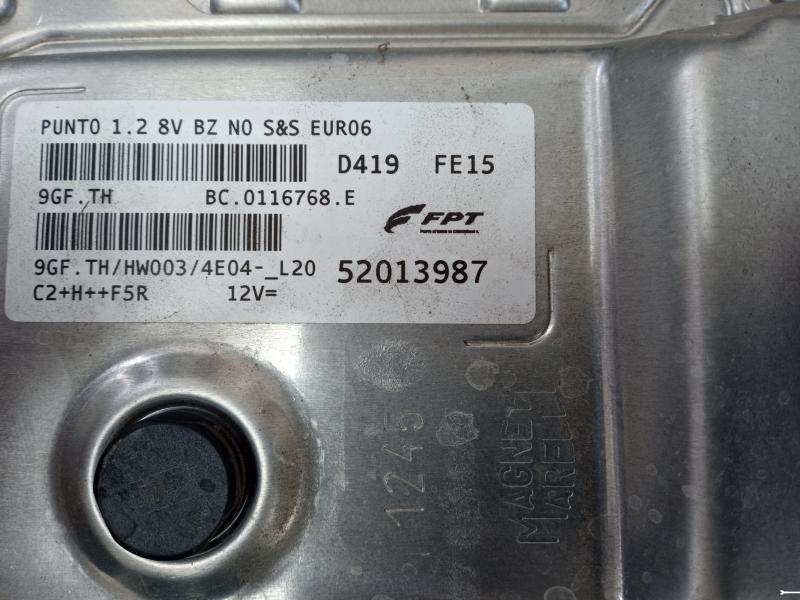 PUNTO 1.2 8V BZ NO S&S EURO6
D419 FE15
9GF.TH BC.0116768.E
FPT
9GF.TH/HW003/4E04-_L20 52013987
C2+H++F5R 12V=
1245
MAGNETI
MARELLI